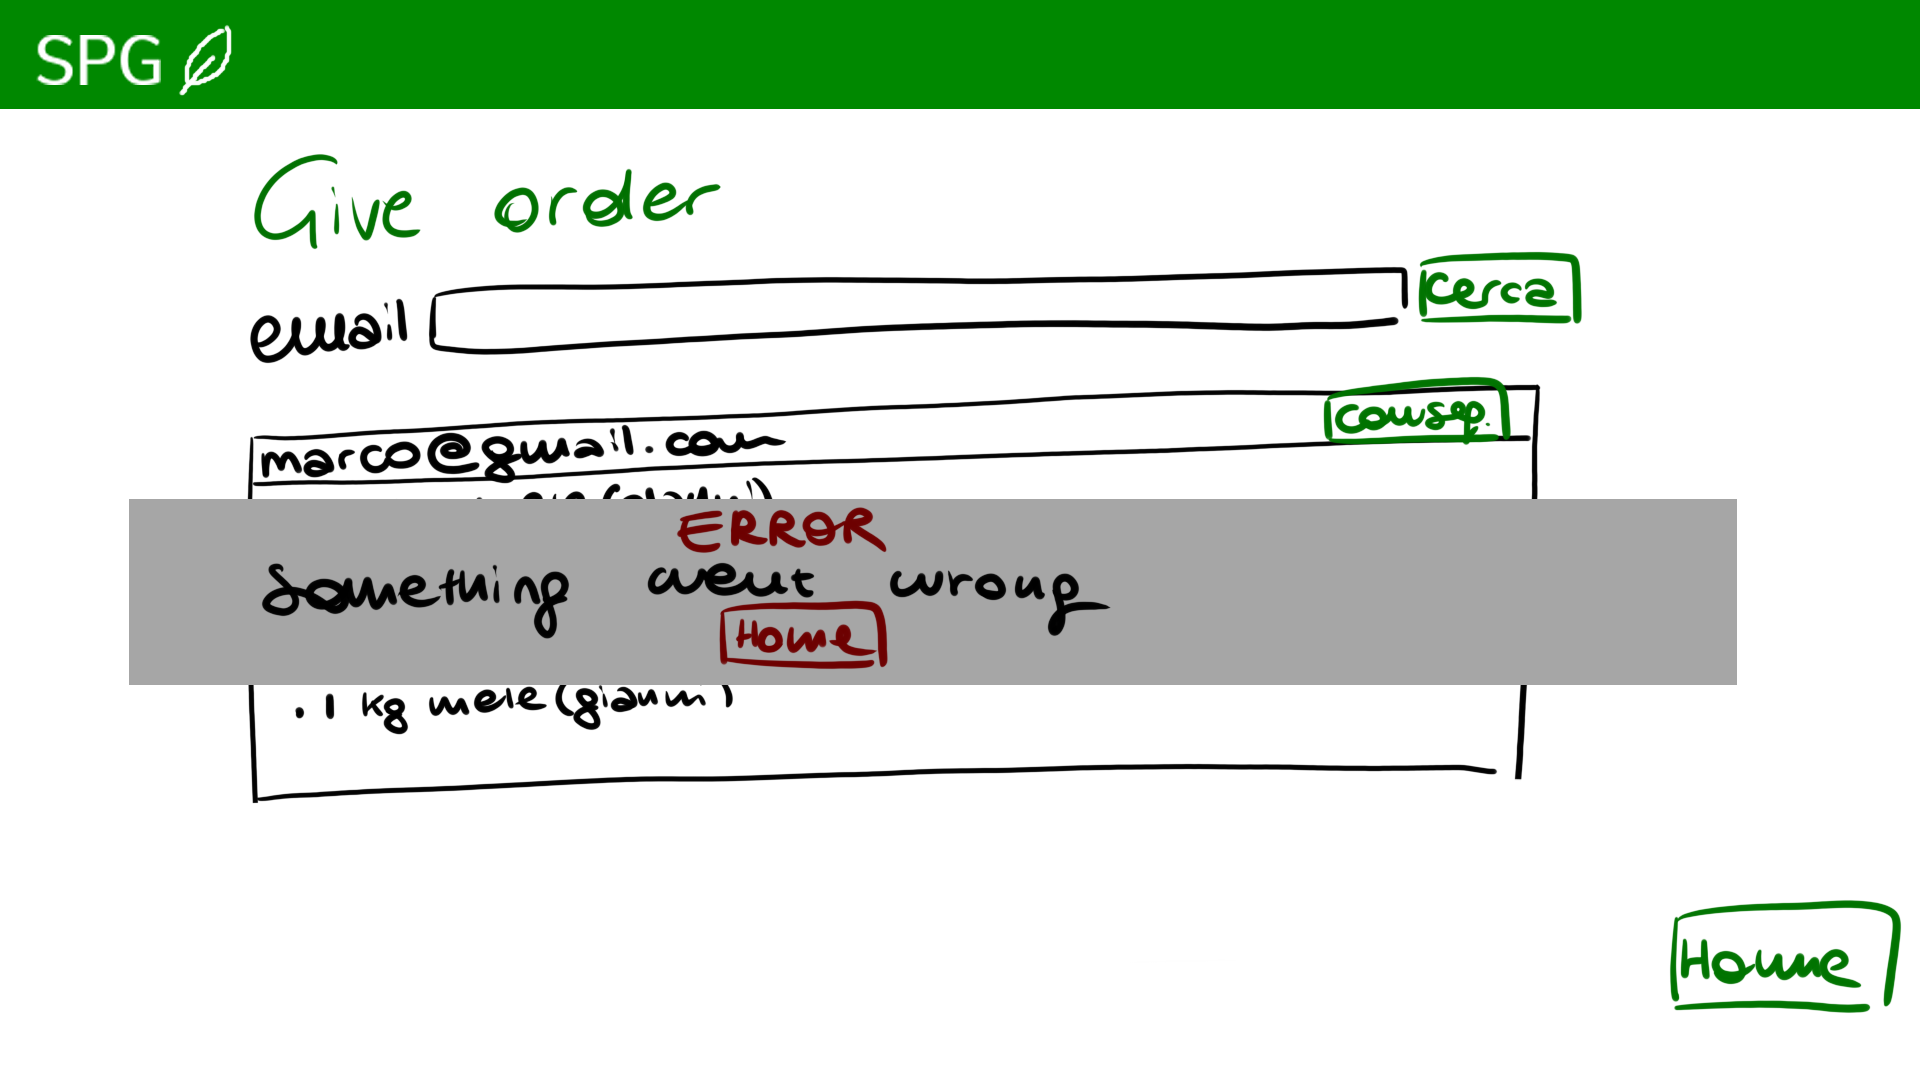 SPG
Give order
email
cerca
marco@gmail.com
conseg.
(gianni)
ERROR
Something went wrong
Home
. 1 kg mele (gianni)
Home